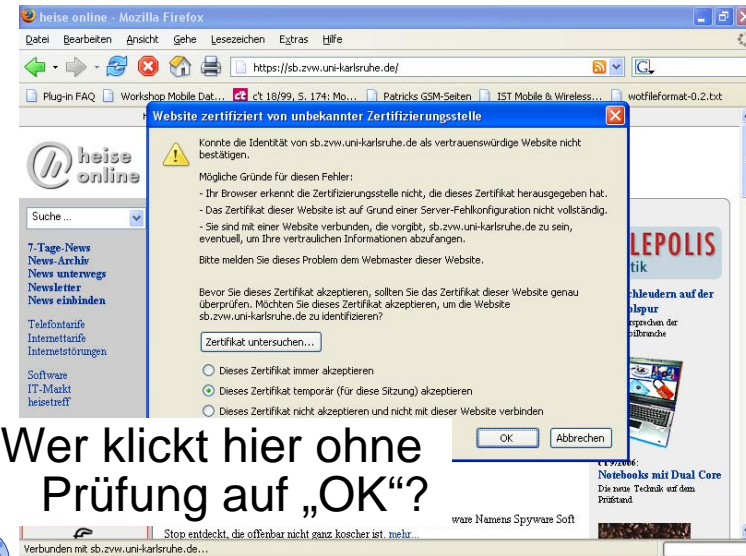 heise online - Mozilla Firefox
Datei Bearbeiten Ansicht Gehe Lesezeichen Extras Hilfe
https://sb.zvw.uni-karlsruhe.de/
G
Plug-in FAQ Workshop Mobile Dat... c't c't 18/99, S. 174: Mo... Patricks GSM-Seiten IST Mobile & Wireless... wotfileformat-0.2.txt
Website zertifiziert von unbekannter Zertifizierungsstelle
Konnte die Identität von sb.zvw.uni-karlsruhe.de als vertrauenswürdige Website nicht
bestätigen.
Mögliche Gründe für diesen Fehler:
- Ihr Browser erkennt die Zertifizierungsstelle nicht, die dieses Zertifikat herausgegeben hat.
- Das Zertifikat dieser Website ist auf Grund einer Server-Fehlkonfiguration nicht vollständig.
- Sie sind mit einer Website verbunden, die vorgibt, sb.zvw.uni-karlsruhe.de zu sein,
eventuell, um Ihre vertraulichen Informationen abzufangen.
Bitte melden Sie dieses Problem dem Webmaster dieser Website.
Bevor Sie dieses Zertifikat akzeptieren, sollten Sie das Zertifikat dieser Website genau
überprüfen. Möchten Sie dieses Zertifikat akzeptieren, um die Website
sb.zvw.uni-karlsruhe.de zu identifizieren?
Zertifikat untersuchen...
Dieses Zertifikat immer akzeptieren
Dieses Zertifikat temporär (für diese Sitzung) akzeptieren
Dieses Zertifikat nicht akzeptieren und nicht mit dieser Website verbinden
OK Abbrechen
heise
online
Suche ...
7-Tage-News
News-Archiv
News unterwegs
Newsletter
News einbinden
Telefontarife
Internettarife
Internetstörungen
Software
IT-Markt
heisetreff
LEPOLIS
tik
chleudern auf der
olspur
rsprechen der
oilbranche
c't 9/2006:
Notebooks mit Dual Core
Die neue Technik auf dem
Prüfstand
Wer klickt hier ohne
Prüfung auf „OK“?
ware Namens Spyware Soft
Stop entdeckt, die offenbar nicht ganz koscher ist. mehr...
Verbunden mit sb.zvw.uni-karlsruhe.de...